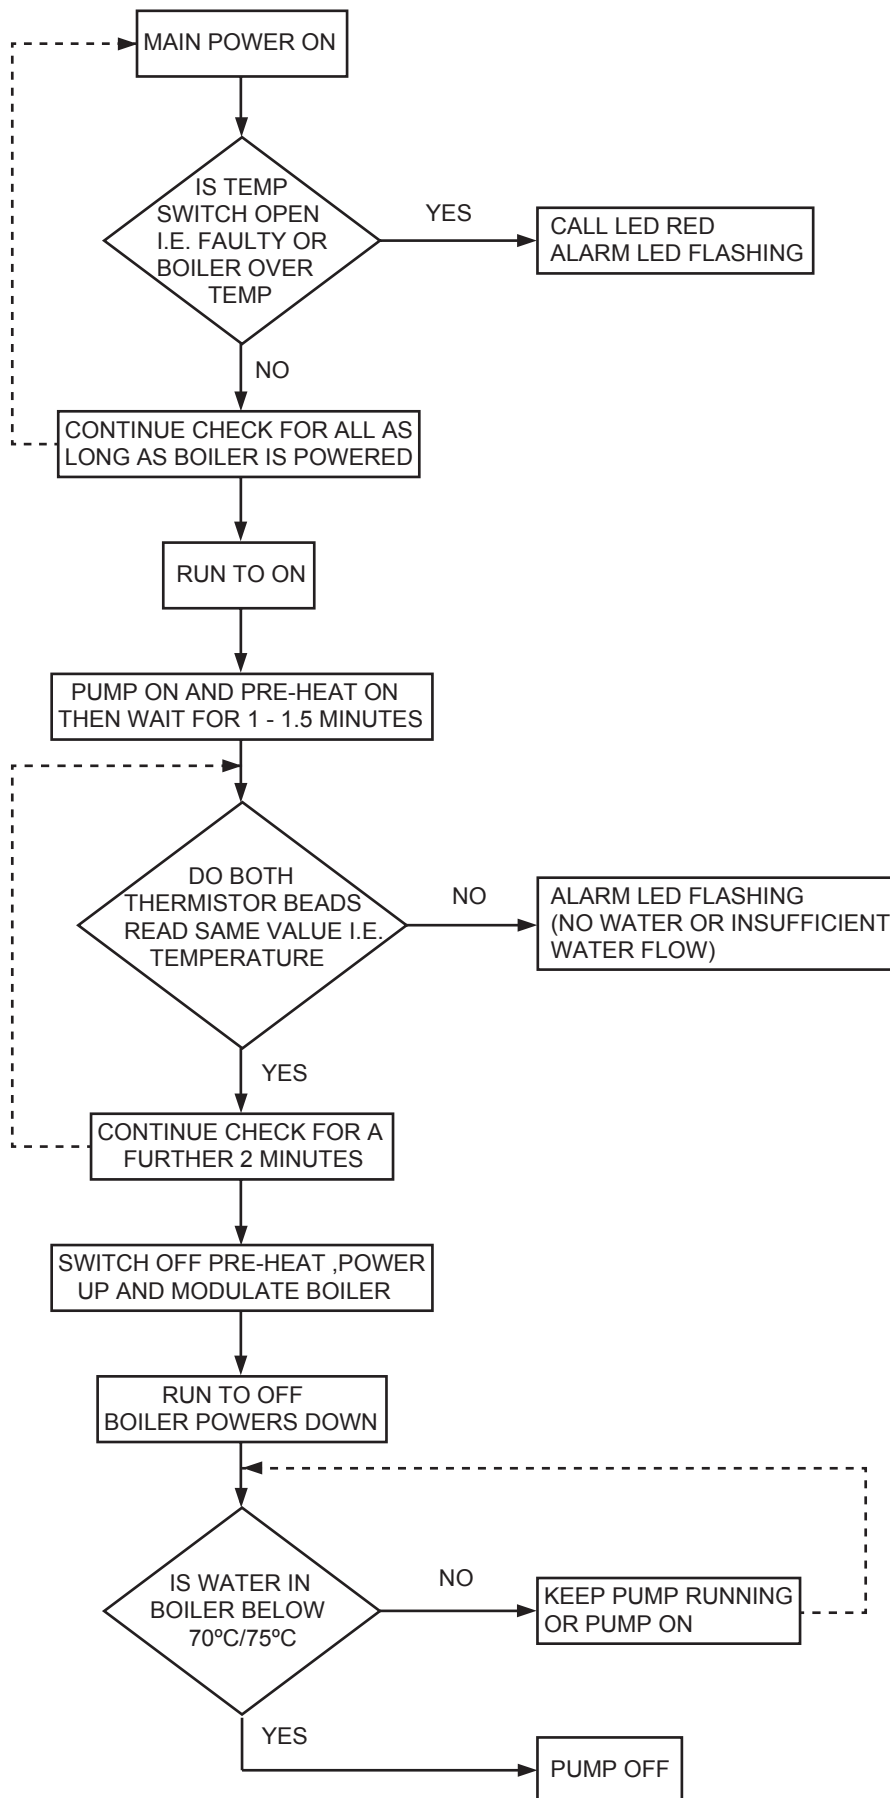 MAIN POWER ON
IS TEMP
SWITCH OPEN
I.E. FAULTY OR
BOILER OVER
TEMP
YES
CALL LED RED
ALARM LED FLASHING
NO
CONTINUE CHECK FOR ALL AS
LONG AS BOILER IS POWERED
RUN TO ON
PUMP ON AND PRE-HEAT ON
THEN WAIT FOR 1 - 1.5 MINUTES
DO BOTH
THERMISTOR BEADS
READ SAME VALUE I.E.
TEMPERATURE
NO
ALARM LED FLASHING
(NO WATER OR INSUFFICIENT
WATER FLOW)
YES
CONTINUE CHECK FOR A
FURTHER 2 MINUTES
SWITCH OFF PRE-HEAT ,POWER
UP AND MODULATE BOILER
RUN TO OFF
BOILER POWERS DOWN
IS WATER IN
BOILER BELOW
70ºC/75ºC
NO
KEEP PUMP RUNNING
OR PUMP ON
YES
PUMP OFF